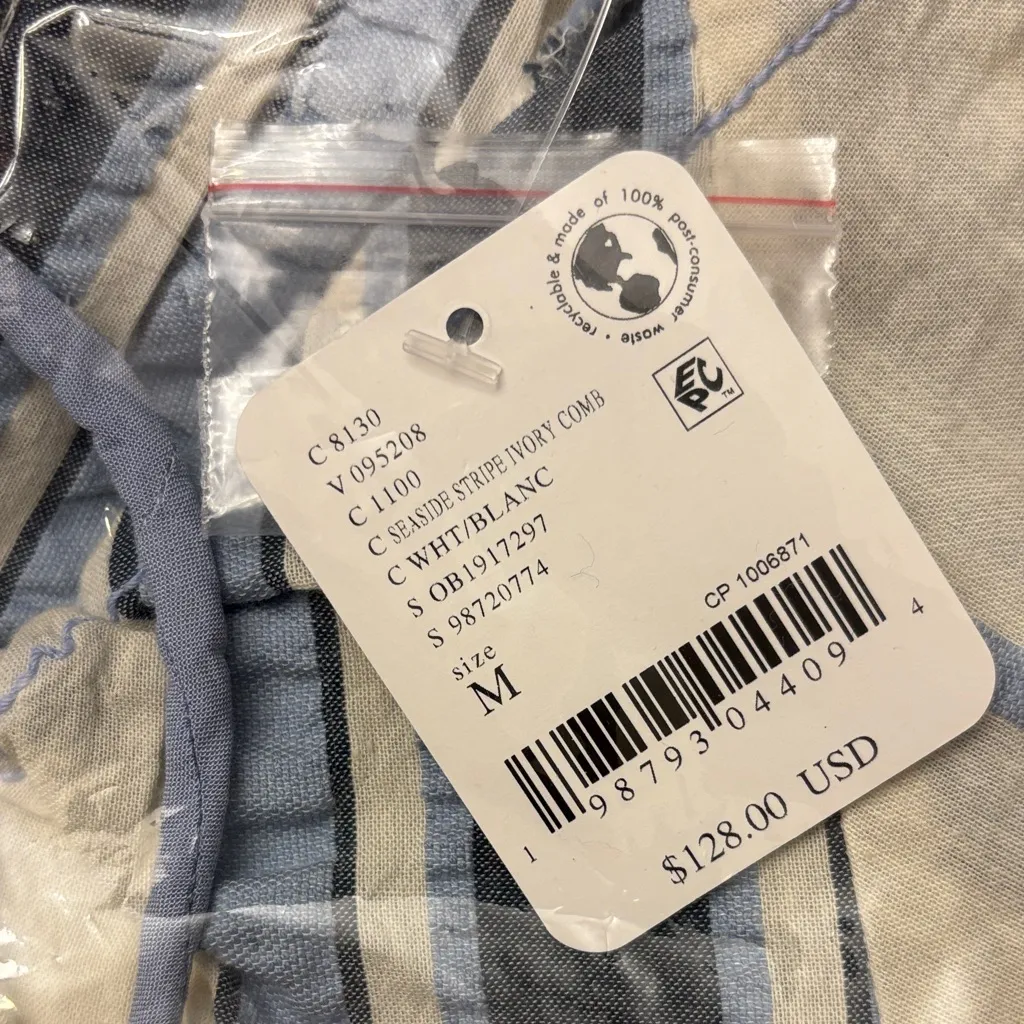 recyclable & made of 100% post-consumer waste •
EPC™
C 8130
V 095208
C 1100
C SEASIDE STRIPE IVORY COMB
C WHT/BLANC
S OB1917297
S 98720774
size
M
CP 1006871
1 98793 04409 4
$128.00 USD